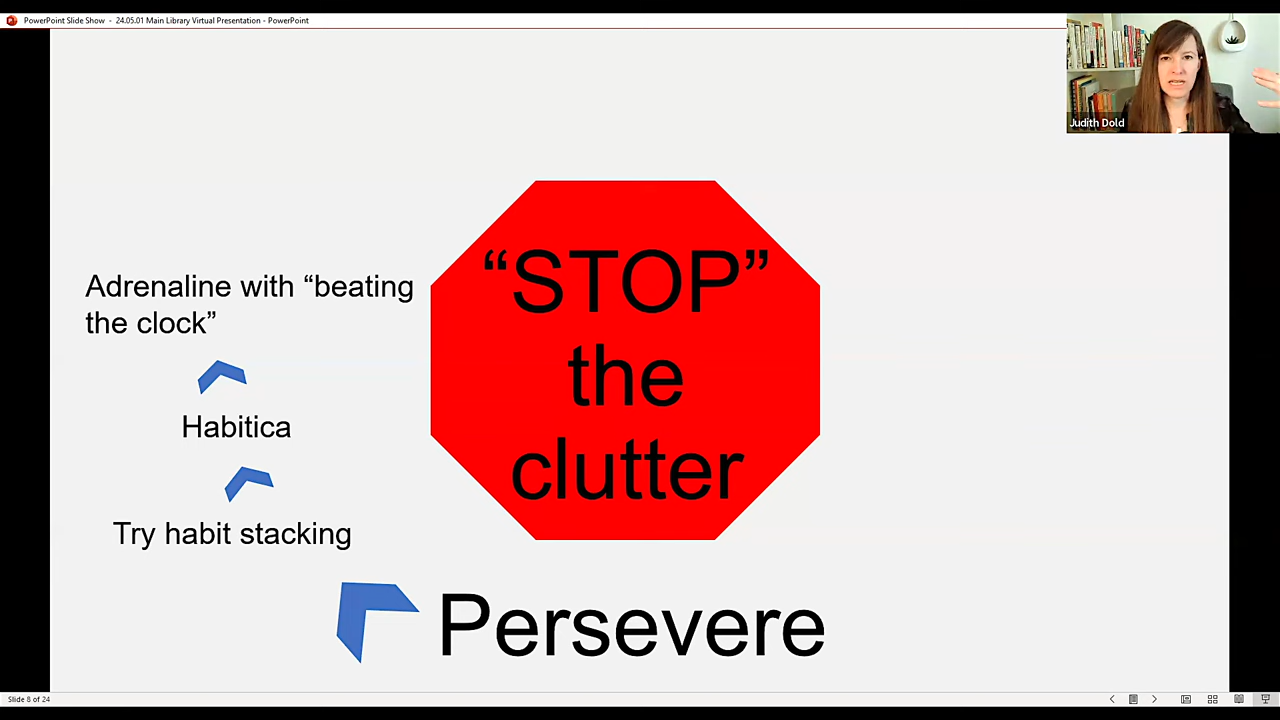 PowerPoint Slide Show - 24.05.01 Main Library Virtual Presentation - PowerPoint
Judith Dold
“STOP”
the
clutter
Adrenaline with “beating
the clock”
Habitica
Try habit stacking
Persevere
Slide 8 of 24